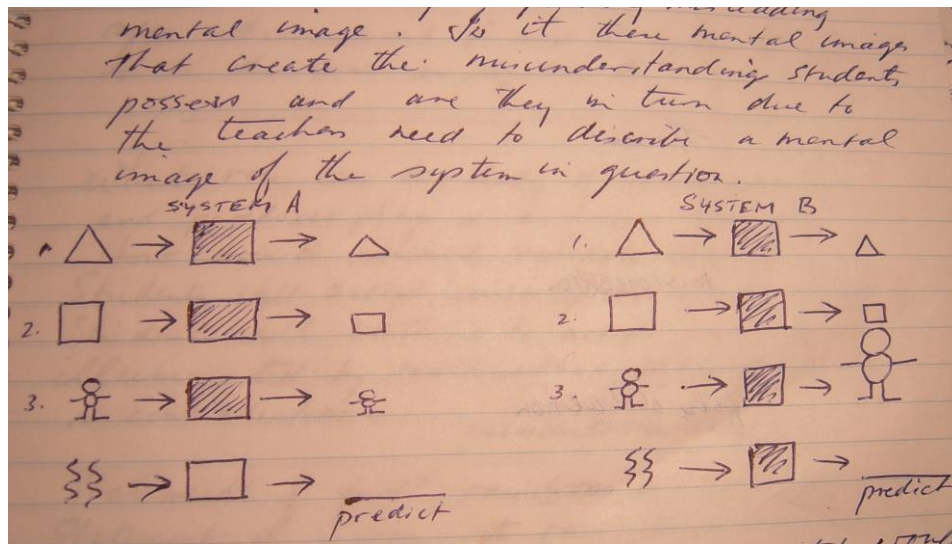 misleading
mental image. Is it these mental images
that create the misunderstanding students
possess and are they in turn due to
the teachers need to describe a mental
image of the system in question.
SYSTEM A SYSTEM B
1. 1.
2. 2.
3. 3.
predict predict